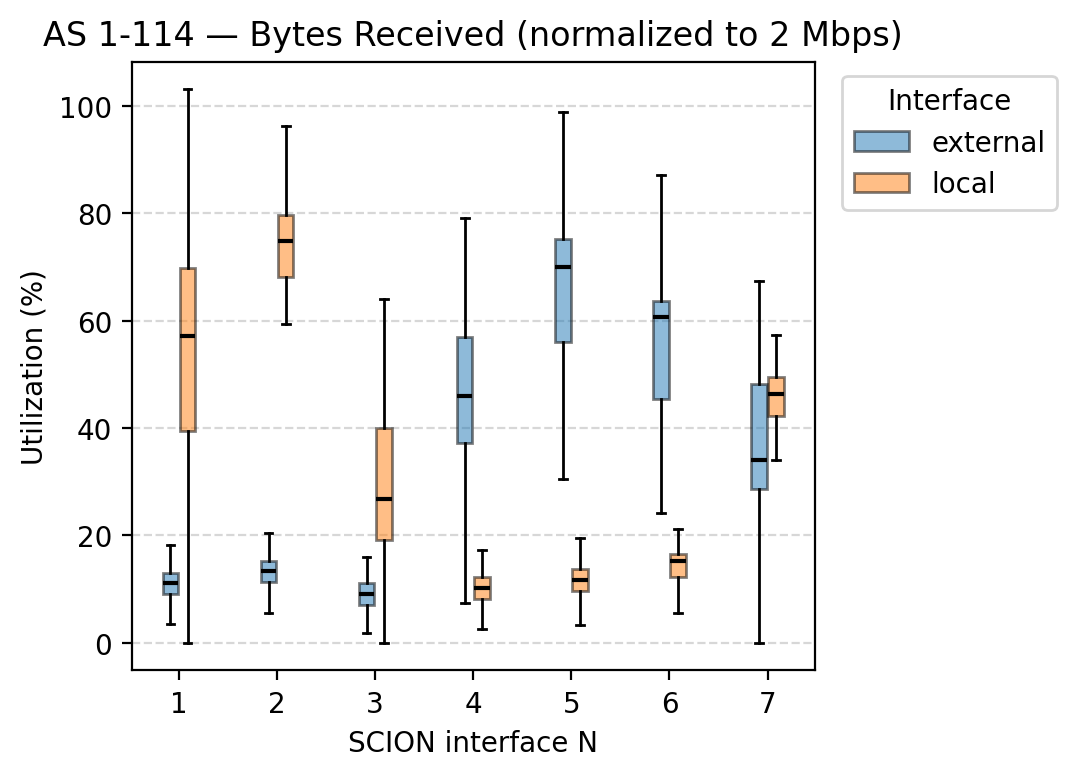 AS 1-114 — Bytes Received (normalized to 2 Mbps)
Interface
external
local
Utilization (%)
100
80
60
40
20
0
1 2 3 4 5 6 7
SCION interface N